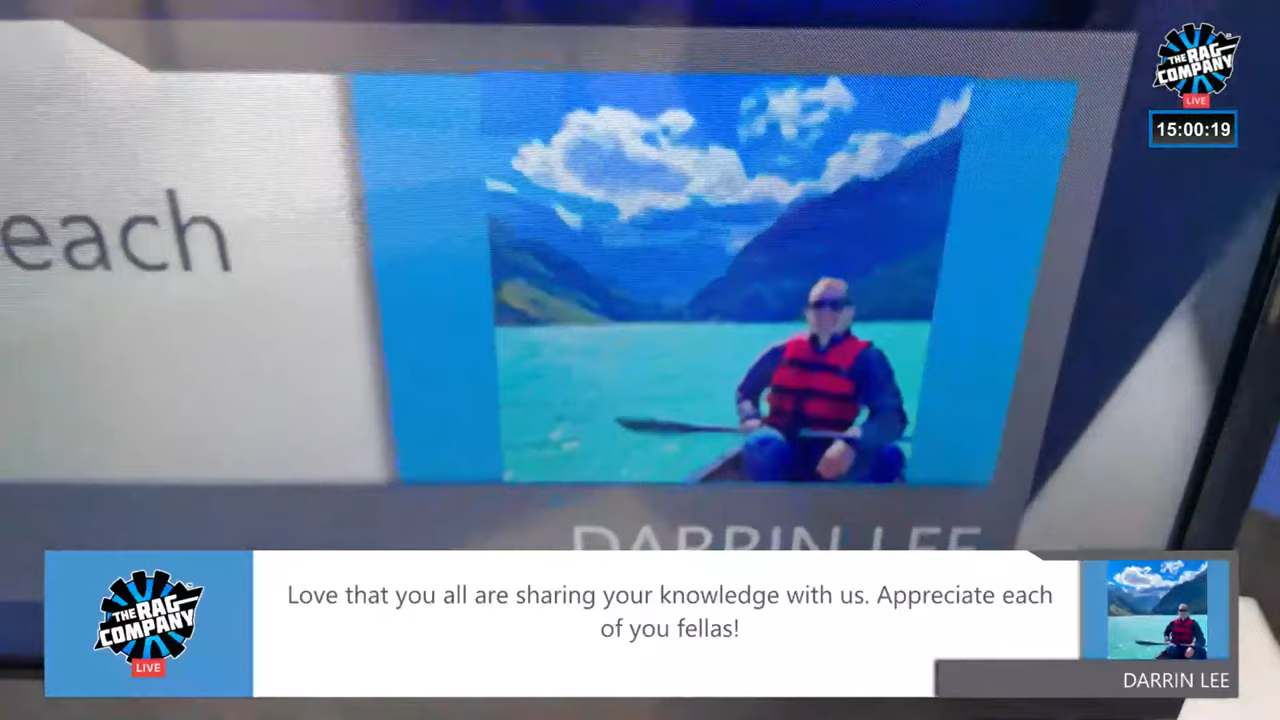 THE RAG
COMPANY
LIVE
15:00:19
each
DARRIN LEE
THE RAG
COMPANY
LIVE
Love that you all are sharing your knowledge with us. Appreciate each
of you fellas!
DARRIN LEE